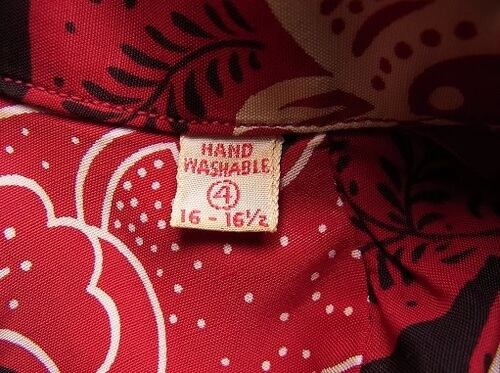 HAND
WASHABLE
④
16 - 16½